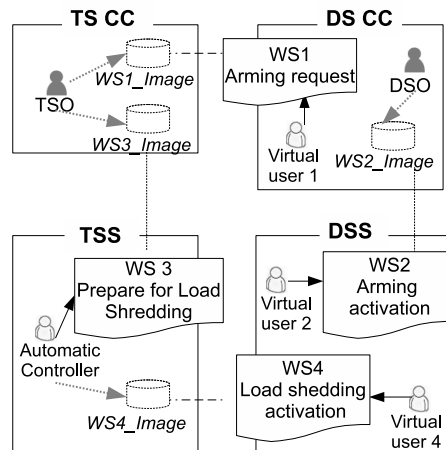 TS CC
DS CC
WS1_Image
TSO
WS3_Image
WS1
Arming request
DSO
Virtual
user 1
WS2_Image
TSS
DSS
WS 3
Prepare for Load
Shredding
Automatic
Controller
WS4_Image
Virtual
user 2
WS2
Arming
activation
WS4
Load shedding
activation
Virtual
user 4